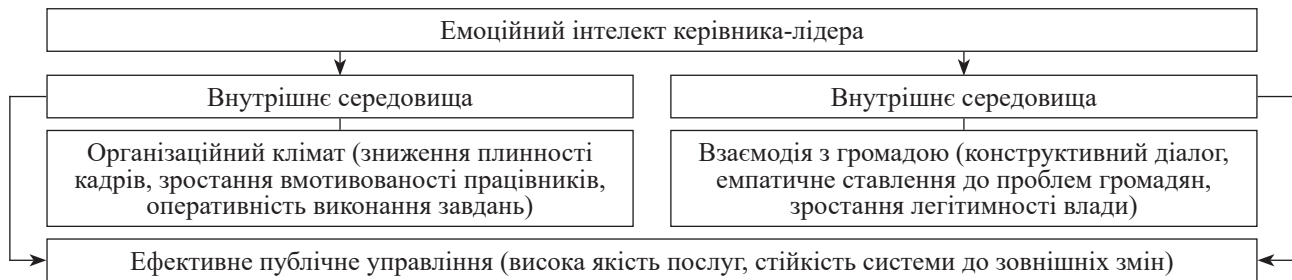 Емоційний інтелект керівника-лідера
Внутрішнє середовища
Внутрішнє середовища
Організаційний клімат (зниження плинності
кадрів, зростання вмотивованості працівників,
оперативність виконання завдань)
Взаємодія з громадою (конструктивний діалог,
емпатичне ставлення до проблем громадян,
зростання легітимності влади)
Ефективне публічне управління (висока якість послуг, стійкість системи до зовнішніх змін)